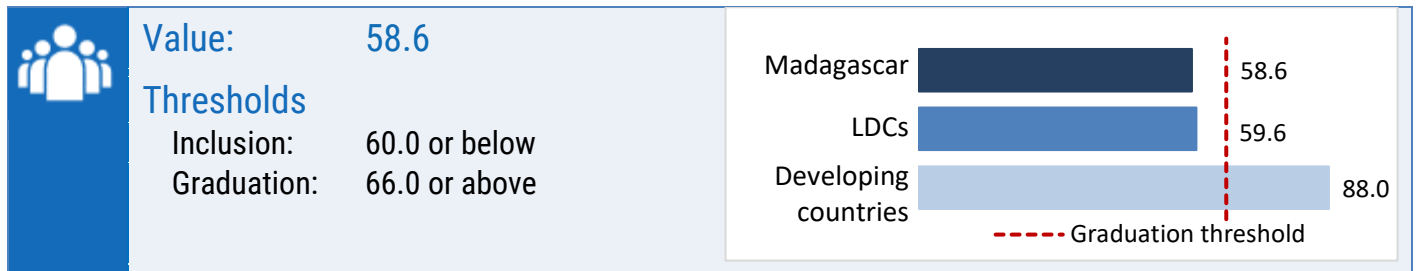 Value: 58.6
Thresholds
Inclusion: 60.0 or below
Graduation: 66.0 or above
Madagascar 58.6
LDCs 59.6
Developing
countries 88.0
Graduation threshold